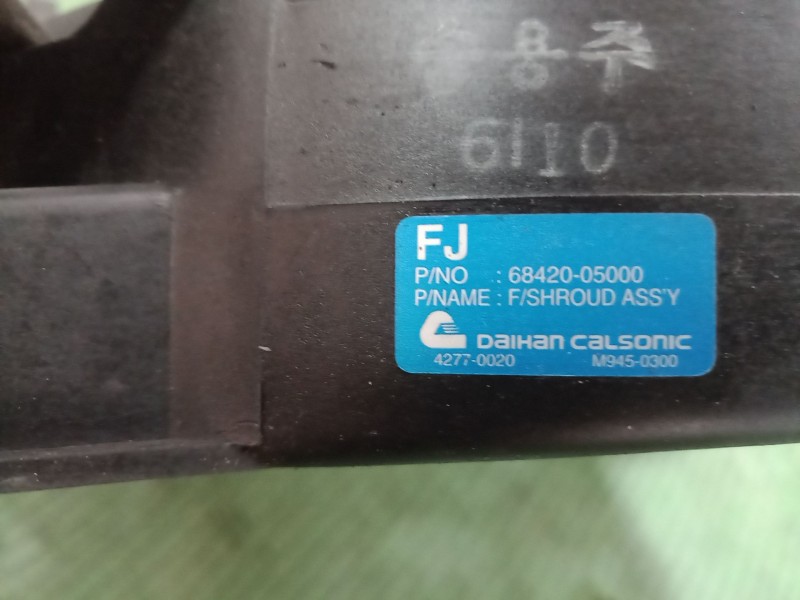 용주
6110
FJ
P/NO : 68420-05000
P/NAME : F/SHROUD ASS'Y
DAIHAN CALSONIC
4277-0020 M945-0300